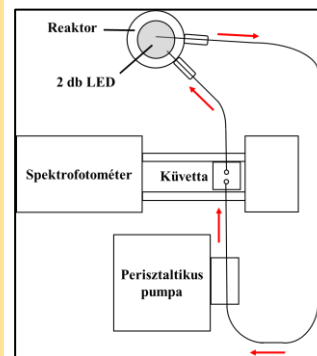 Reaktor
2 db LED
Spektrofotométer
Küvetta
Perisztaltikus
pumpa